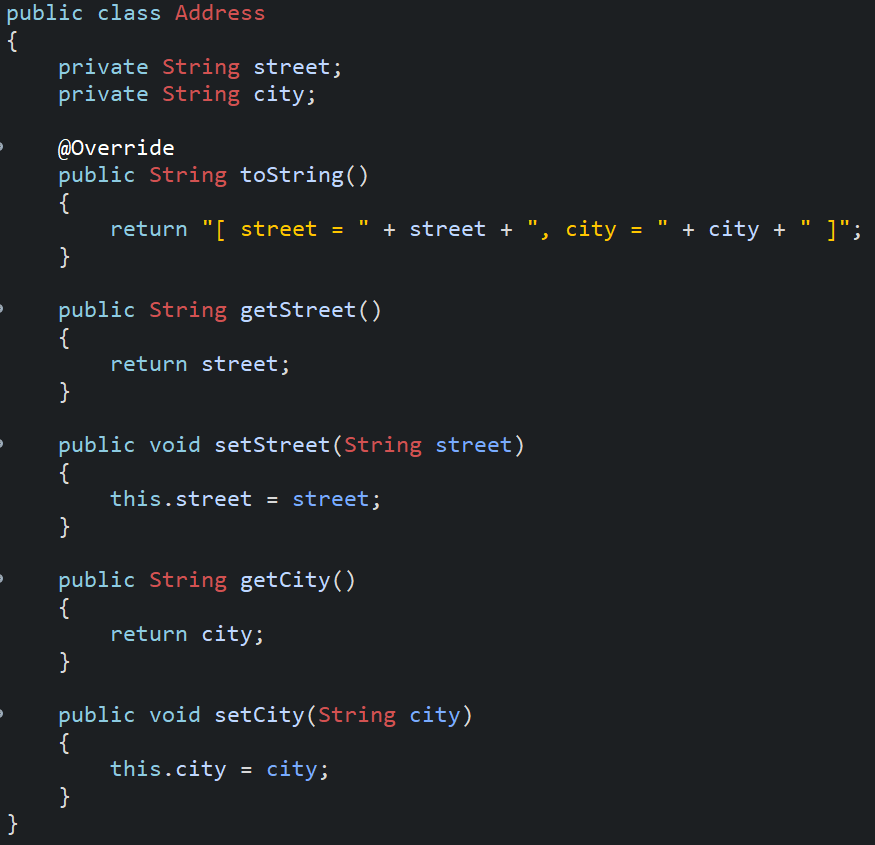 public class Address
{
    private String street;
    private String city;

    @Override
    public String toString()
    {
        return "[ street = " + street + ", city = " + city + " ]";
    }

    public String getStreet()
    {
        return street;
    }

    public void setStreet(String street)
    {
        this.street = street;
    }

    public String getCity()
    {
        return city;
    }

    public void setCity(String city)
    {
        this.city = city;
    }
}